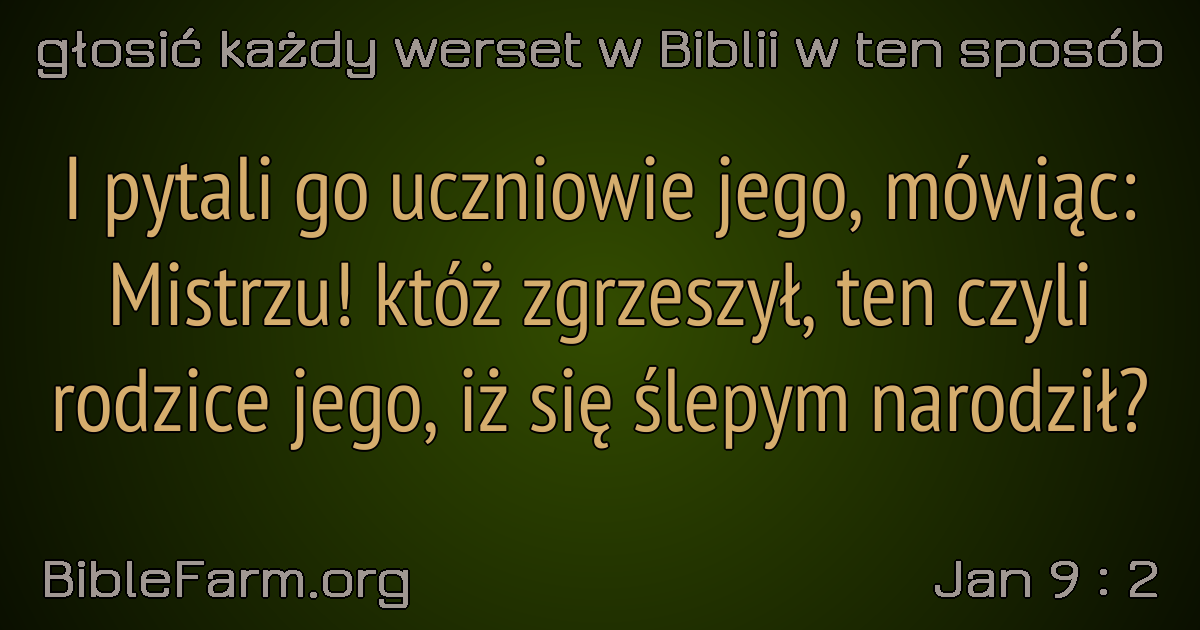 głosić każdy werset w Biblii w ten sposób
I pytali go uczniowie jego, mówiąc:
Mistrzu! któż zgrzeszył, ten czyli
rodzice jego, iż się ślepym narodził?
BibleFarm.org
Jan 9 : 2